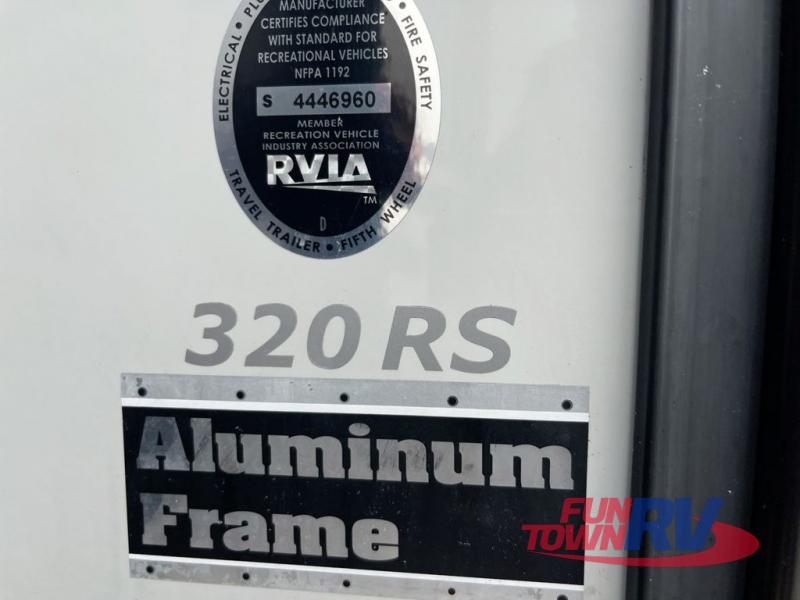 MANUFACTURER
CERTIFIES COMPLIANCE
WITH STANDARD FOR
RECREATIONAL VEHICLES
NFPA 1192
S 4446960
MEMBER
RECREATION VEHICLE
INDUSTRY ASSOCIATION
RVIA
TM
D
ELECTRICAL •
• FIRE SAFETY
TRAVEL TRAILER • FIFTH WHEEL
320 RS
Aluminum
Frame
FUN
TOWN RV